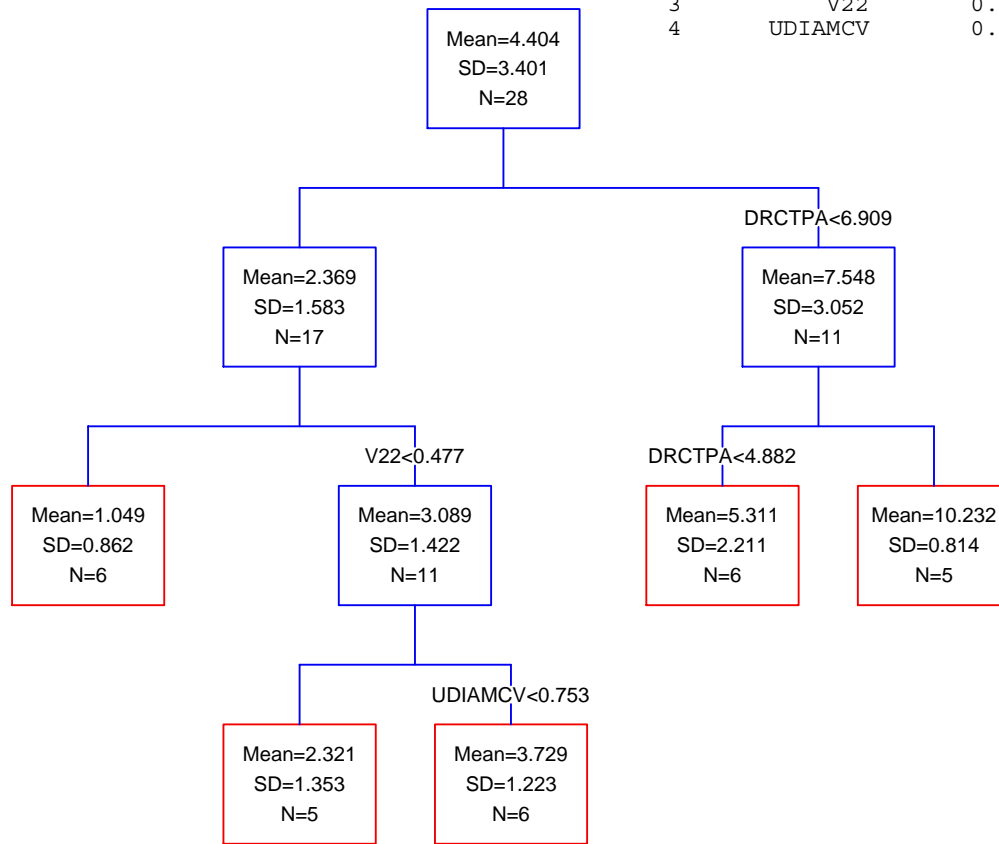 3 V22 0.
4 UDIAMCV 0.
Mean=4.404
SD=3.401
N=28
DRCTPA<6.909
Mean=2.369
SD=1.583
N=17
Mean=7.548
SD=3.052
N=11
V22<0.477
DRCTPA<4.882
Mean=1.049
SD=0.862
N=6
Mean=3.089
SD=1.422
N=11
Mean=5.311
SD=2.211
N=6
Mean=10.232
SD=0.814
N=5
UDIAMCV<0.753
Mean=2.321
SD=1.353
N=5
Mean=3.729
SD=1.223
N=6